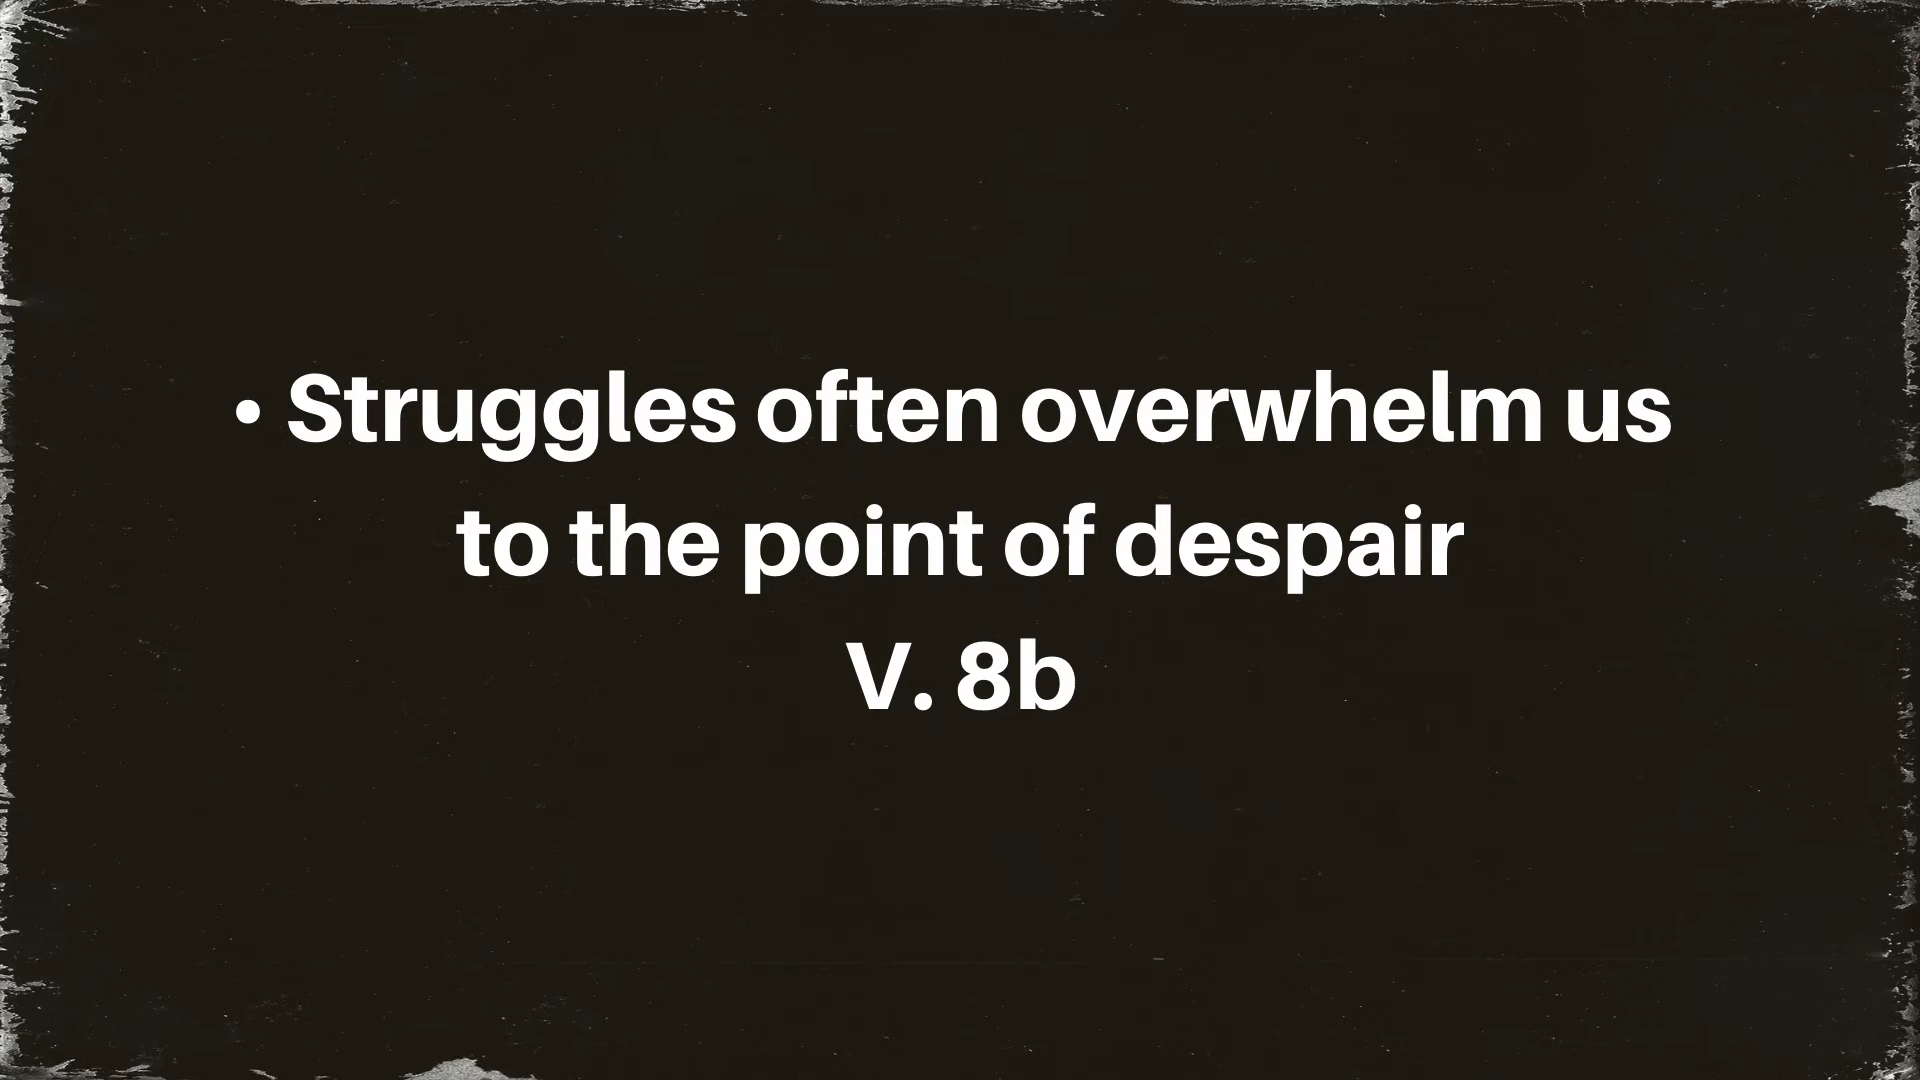 • Struggles often overwhelm us
to the point of despair
V. 8b